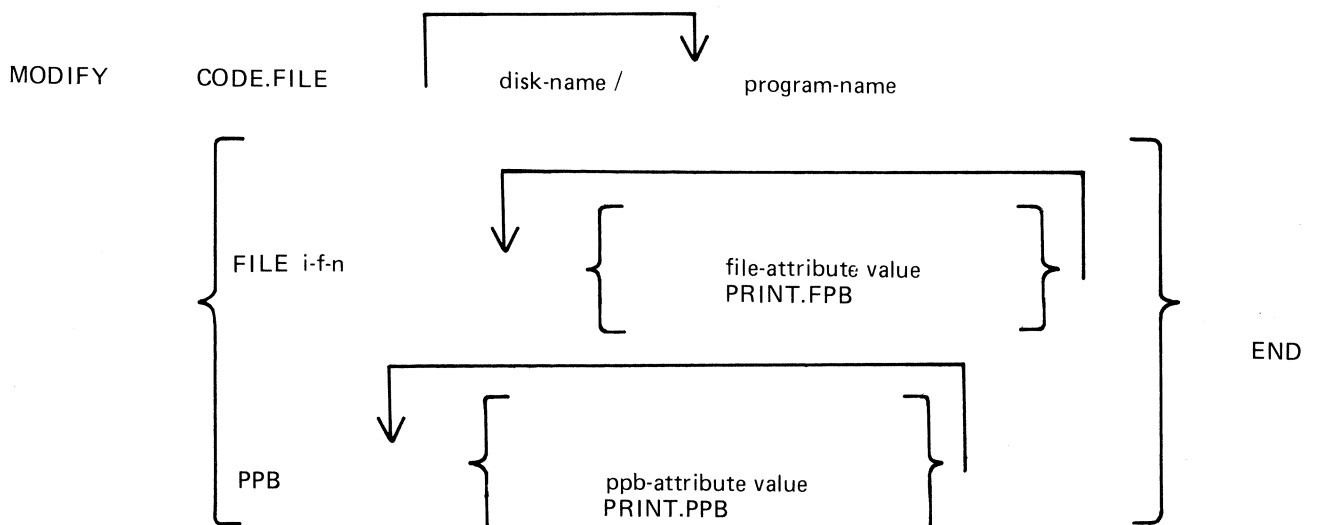 MODIFY CODE.FILE disk-name / program-name
FILE i-f-n
file-attribute value
PRINT.FPB
END
PPB
ppb-attribute value
PRINT.PPB